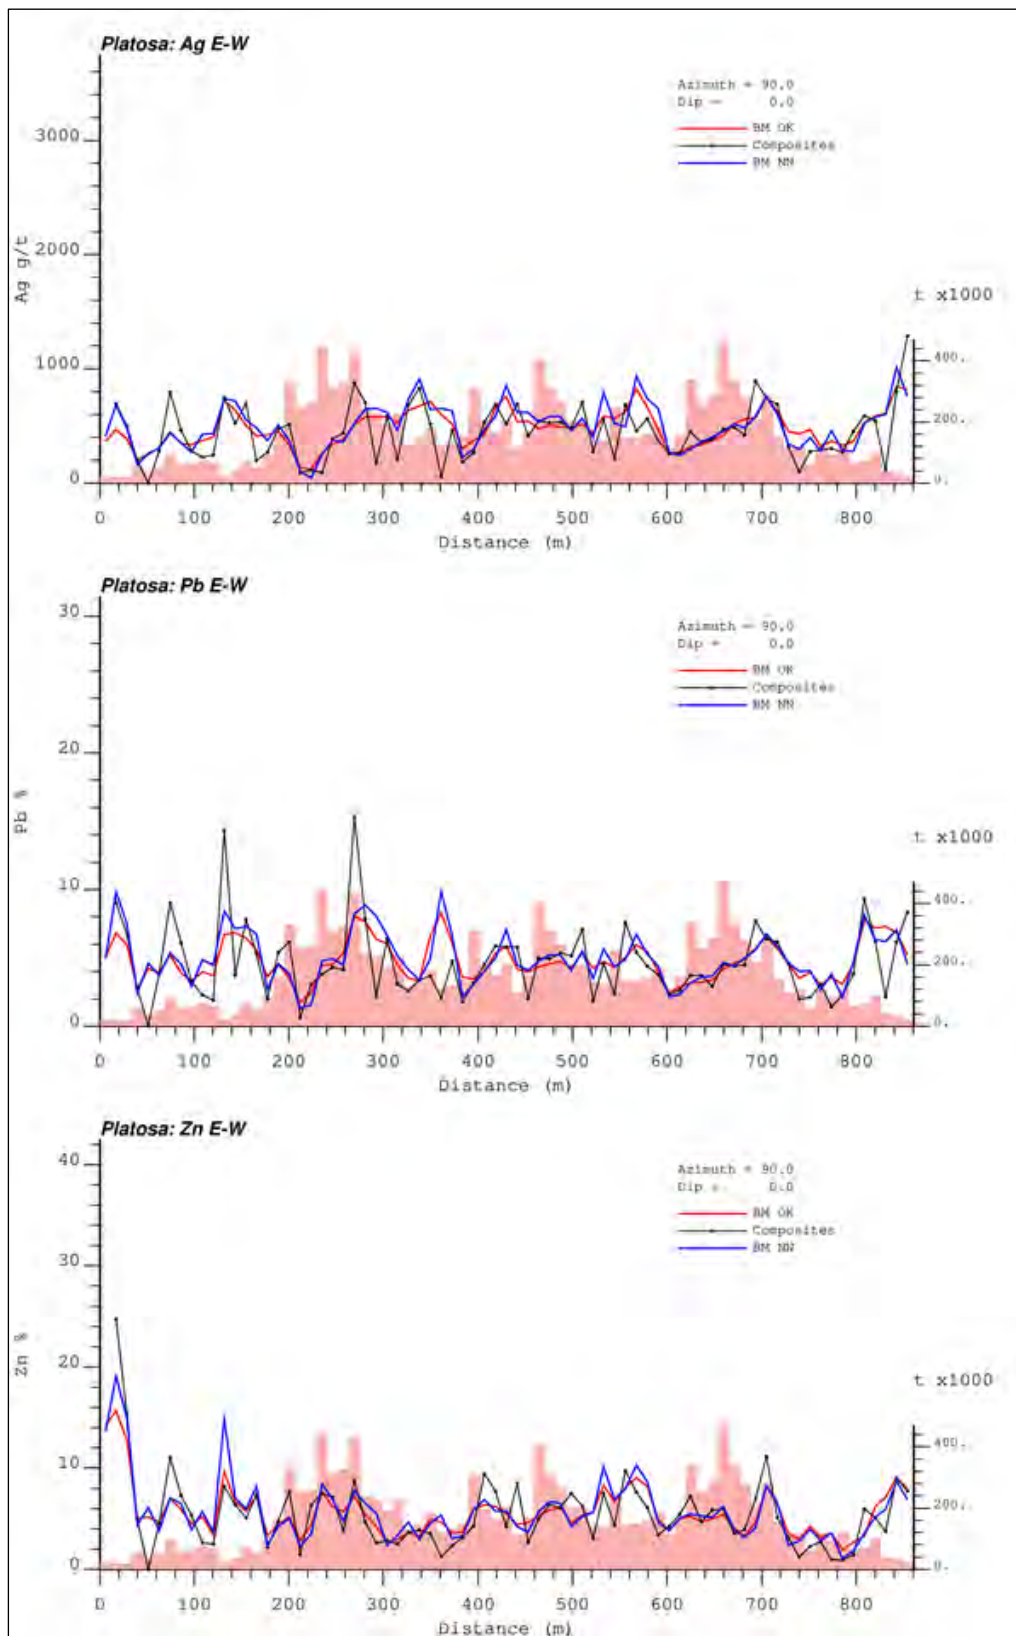 Platosa: Ag E-W
Azimuth = 90.0
Dip = 0.0
BM OK
Composites
BM NN
3000
2000
1000
0
Ag g/t
t x1000
400.
200.
0.
0 100 200 300 400 500 600 700 800
Distance (m)
Platosa: Pb E-W
Azimuth = 90.0
Dip = 0.0
BM OK
Composites
BM NN
30
20
10
0
Pb %
t x1000
400.
200.
0.
0 100 200 300 400 500 600 700 800
Distance (m)
Platosa: Zn E-W
Azimuth = 90.0
Dip = 0.0
BM OK
Composites
BM NN
40
30
20
10
0
Zn %
t x1000
400.
200.
0.
0 100 200 300 400 500 600 700 800
Distance (m)